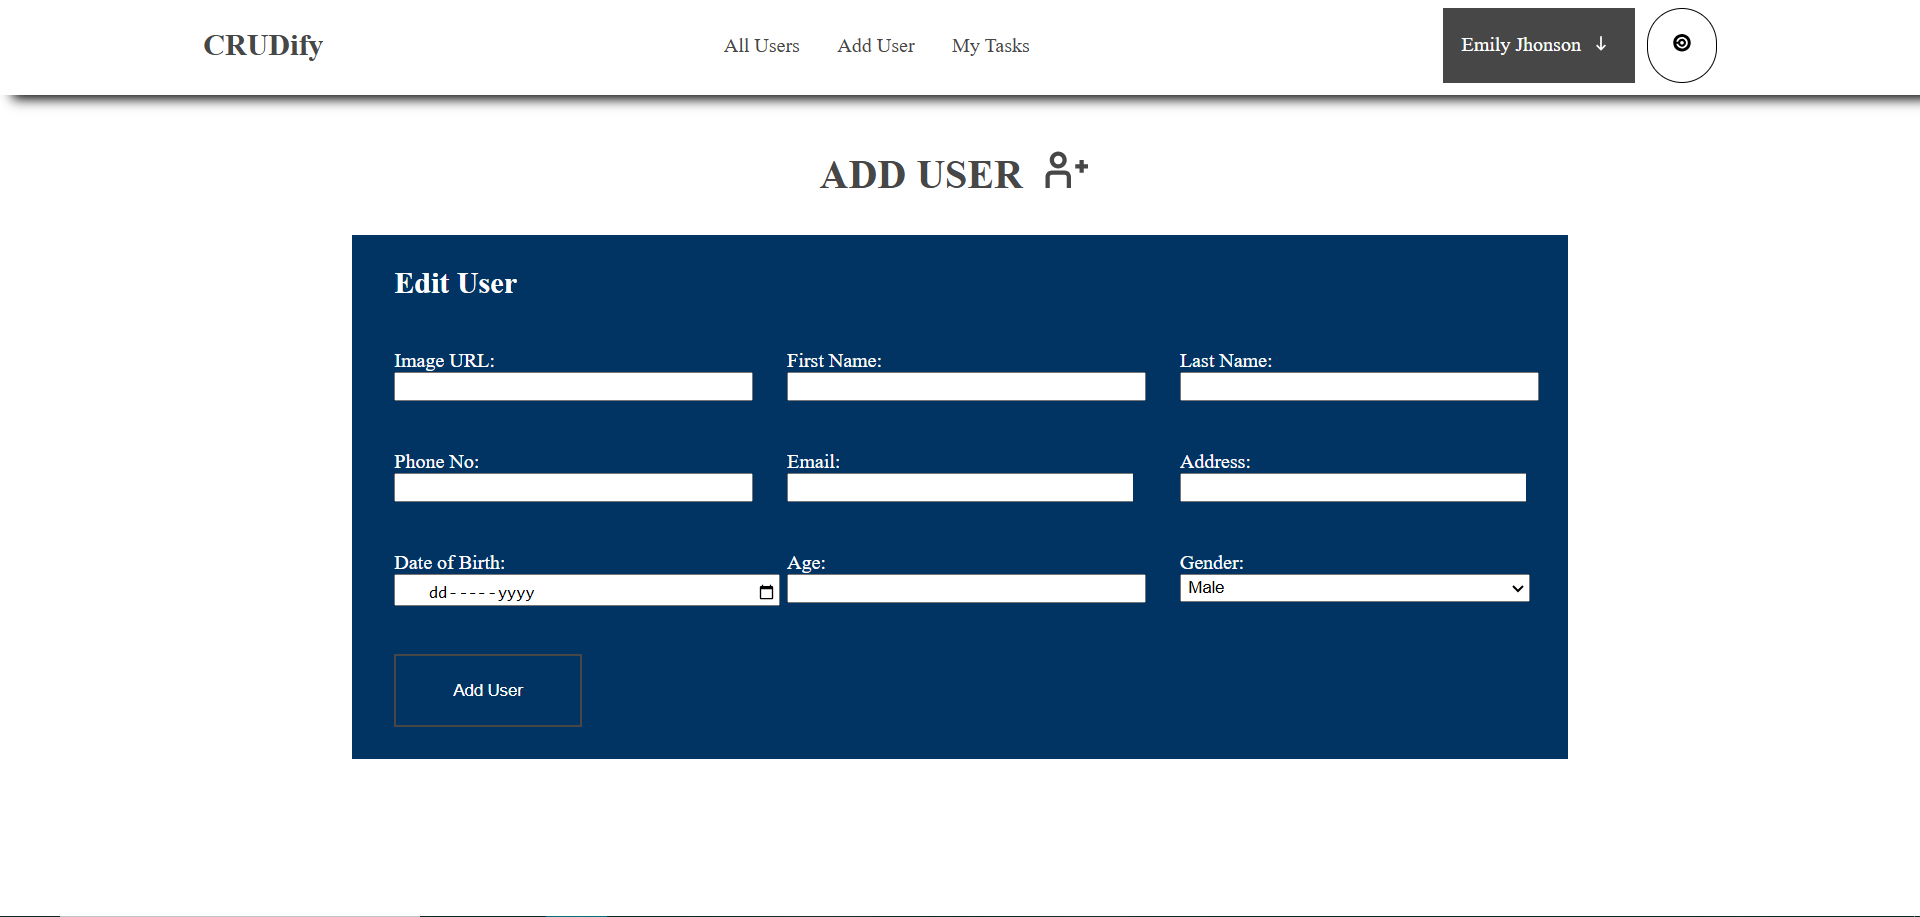 CRUDify
All Users Add User My Tasks
Emily Jhonson ↓
ADD USER
Edit User
Image URL: First Name: Last Name:
Phone No: Email: Address:
Date of Birth: Age: Gender:
dd-----yyyy Male
Add User